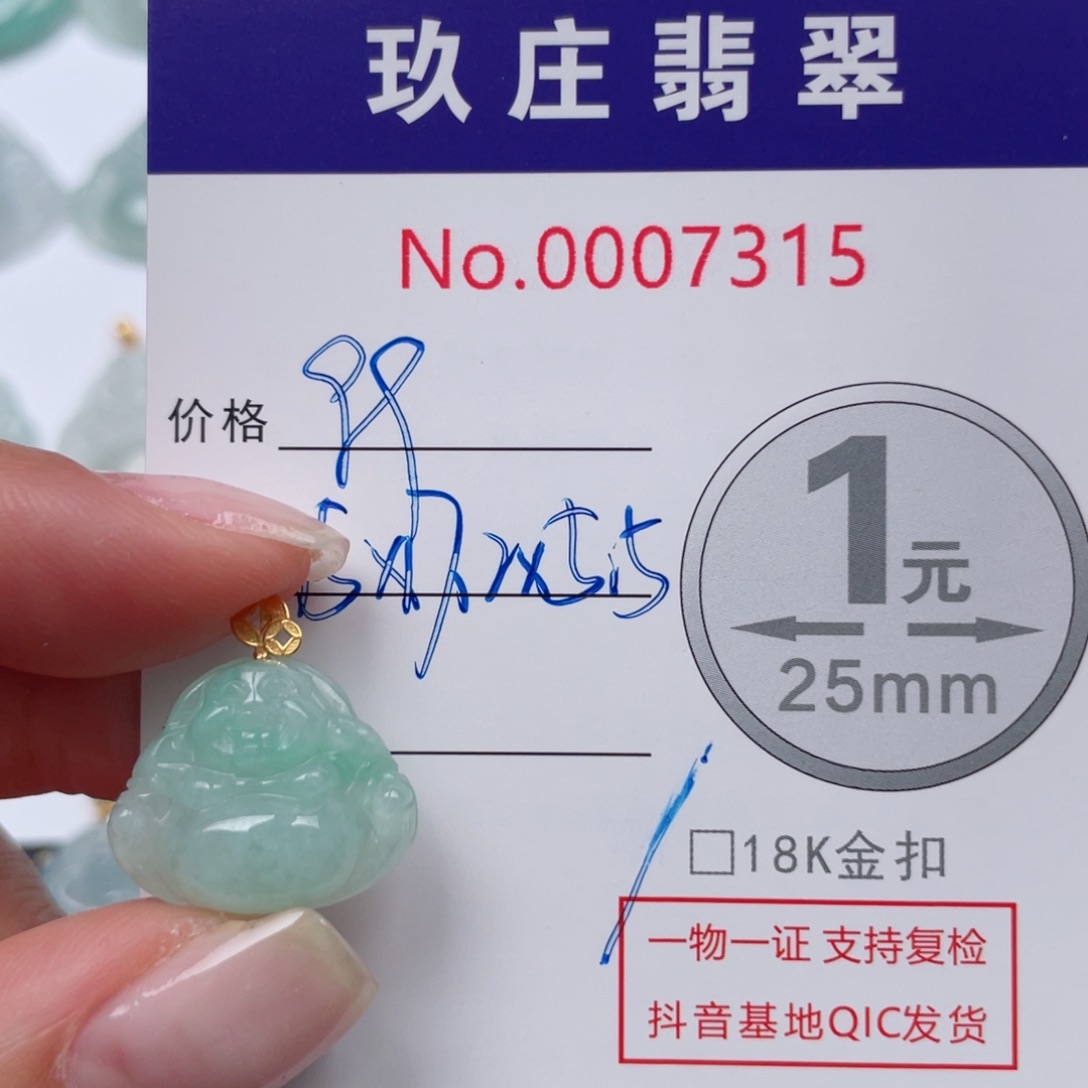 玖庄翡翠
No.0007315
价格
1元
25mm
18K金扣
一物一证 支持复检
抖音基地QIC发货